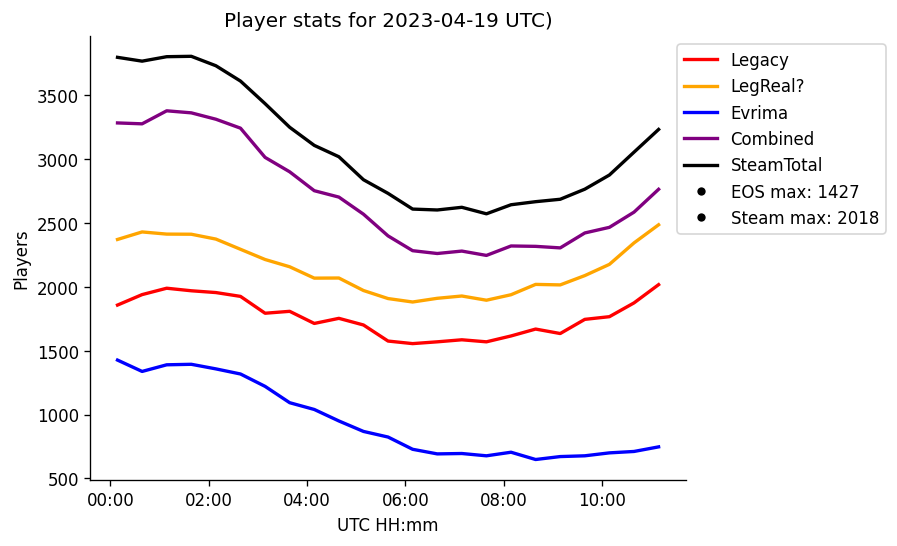 Player stats for 2023-04-19 UTC)
Legacy
LegReal?
Evrima
Combined
SteamTotal
EOS max: 1427
Steam max: 2018
Players
3500
3000
2500
2000
1500
1000
500
00:00 02:00 04:00 06:00 08:00 10:00
UTC HH:mm